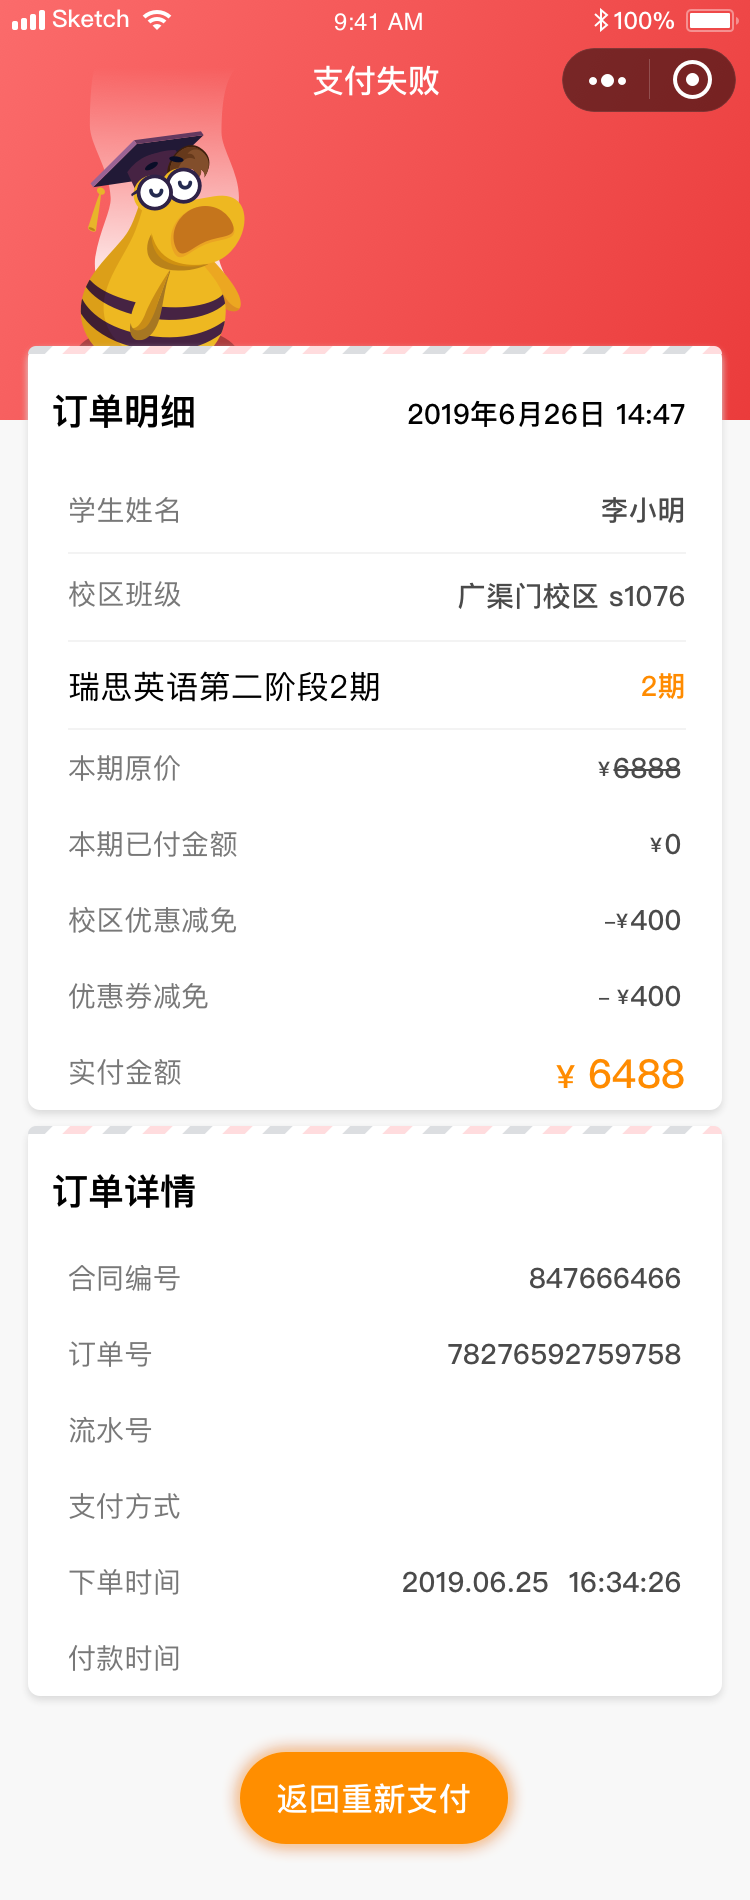 Sketch 9:41 AM 100%
支付失败
订单明细 2019年6月26日 14:47
学生姓名 李小明
校区班级 广渠门校区 s1076
瑞思英语第二阶段2期 2期
本期原价 ¥6888
本期已付金额 ¥0
校区优惠减免 -¥400
优惠券减免 - ¥400
实付金额 ¥ 6488
订单详情
合同编号 847666466
订单号 78276592759758
流水号
支付方式
下单时间 2019.06.25 16:34:26
付款时间
返回重新支付